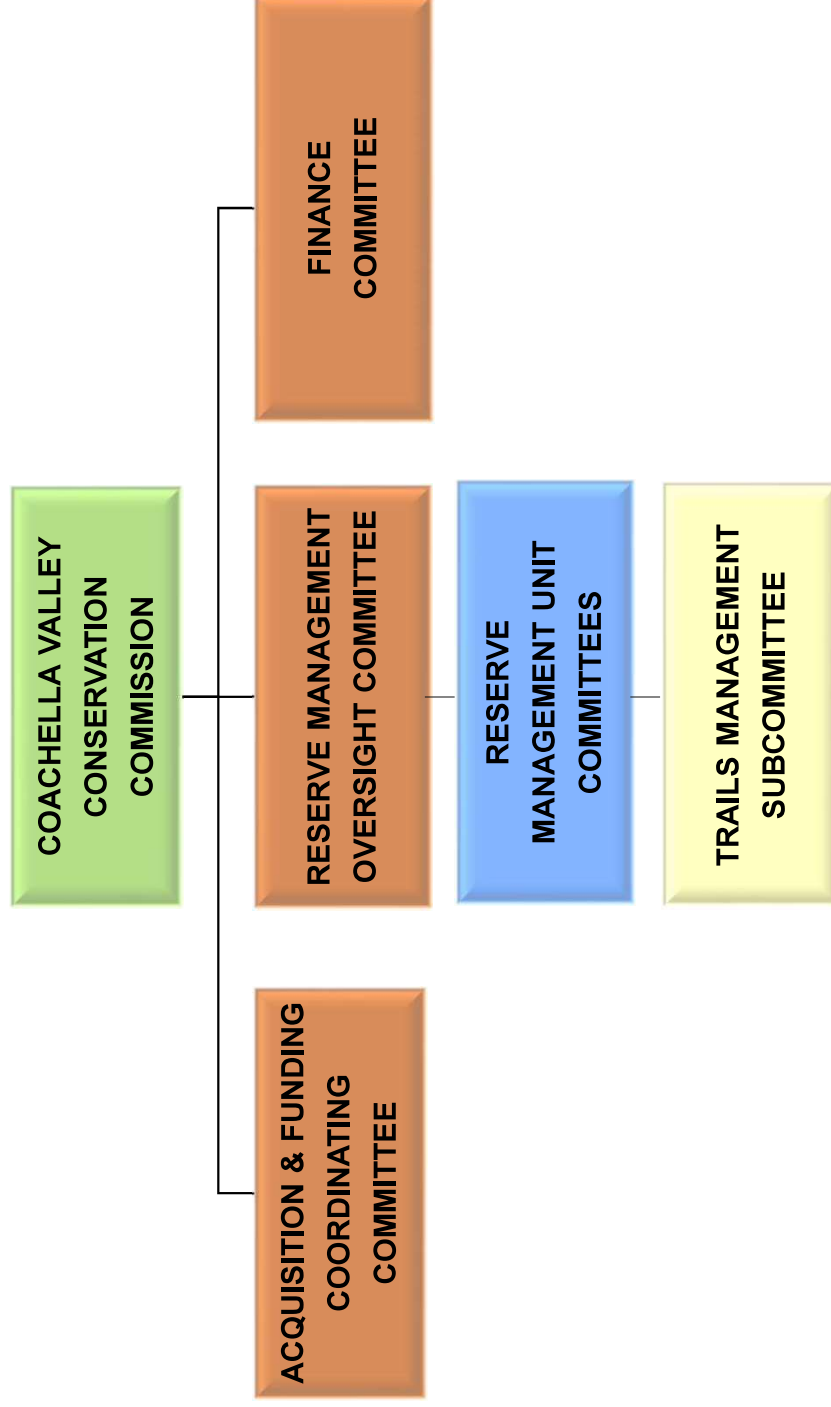 COACHELLA VALLEY
CONSERVATION
COMMISSION
ACQUISITION & FUNDING
COORDINATING
COMMITTEE
RESERVE MANAGEMENT
OVERSIGHT COMMITTEE
FINANCE
COMMITTEE
RESERVE
MANAGEMENT UNIT
COMMITTEES
TRAILS MANAGEMENT
SUBCOMMITTEE